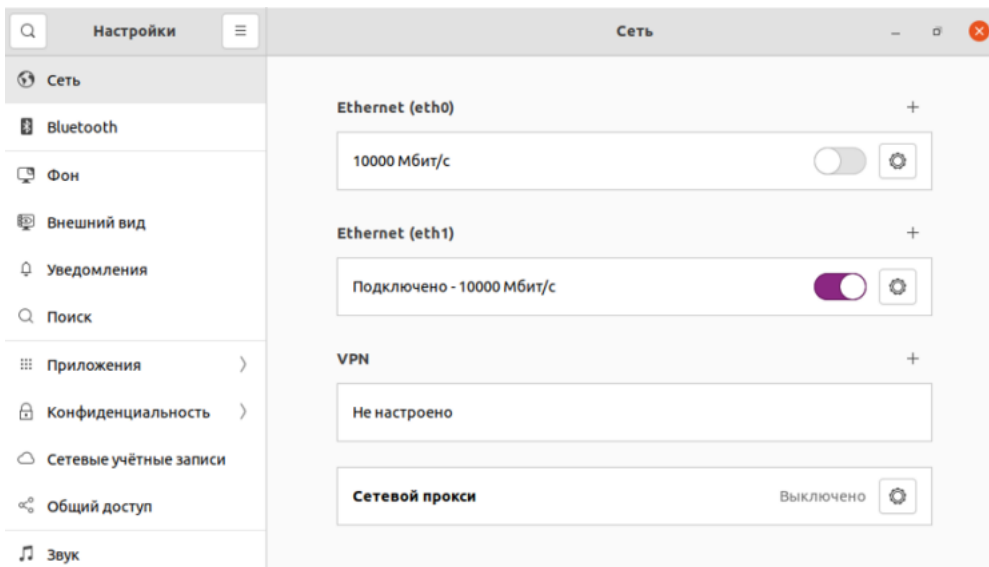 Настройки
Сеть
Сеть
Bluetooth
Фон
Внешний вид
Уведомления
Поиск
Приложения
Конфиденциальность
Сетевые учётные записи
Общий доступ
Звук
Ethernet (eth0)
10000 Мбит/с
Ethernet (eth1)
Подключено - 10000 Мбит/с
VPN
Не настроено
Сетевой прокси Выключено